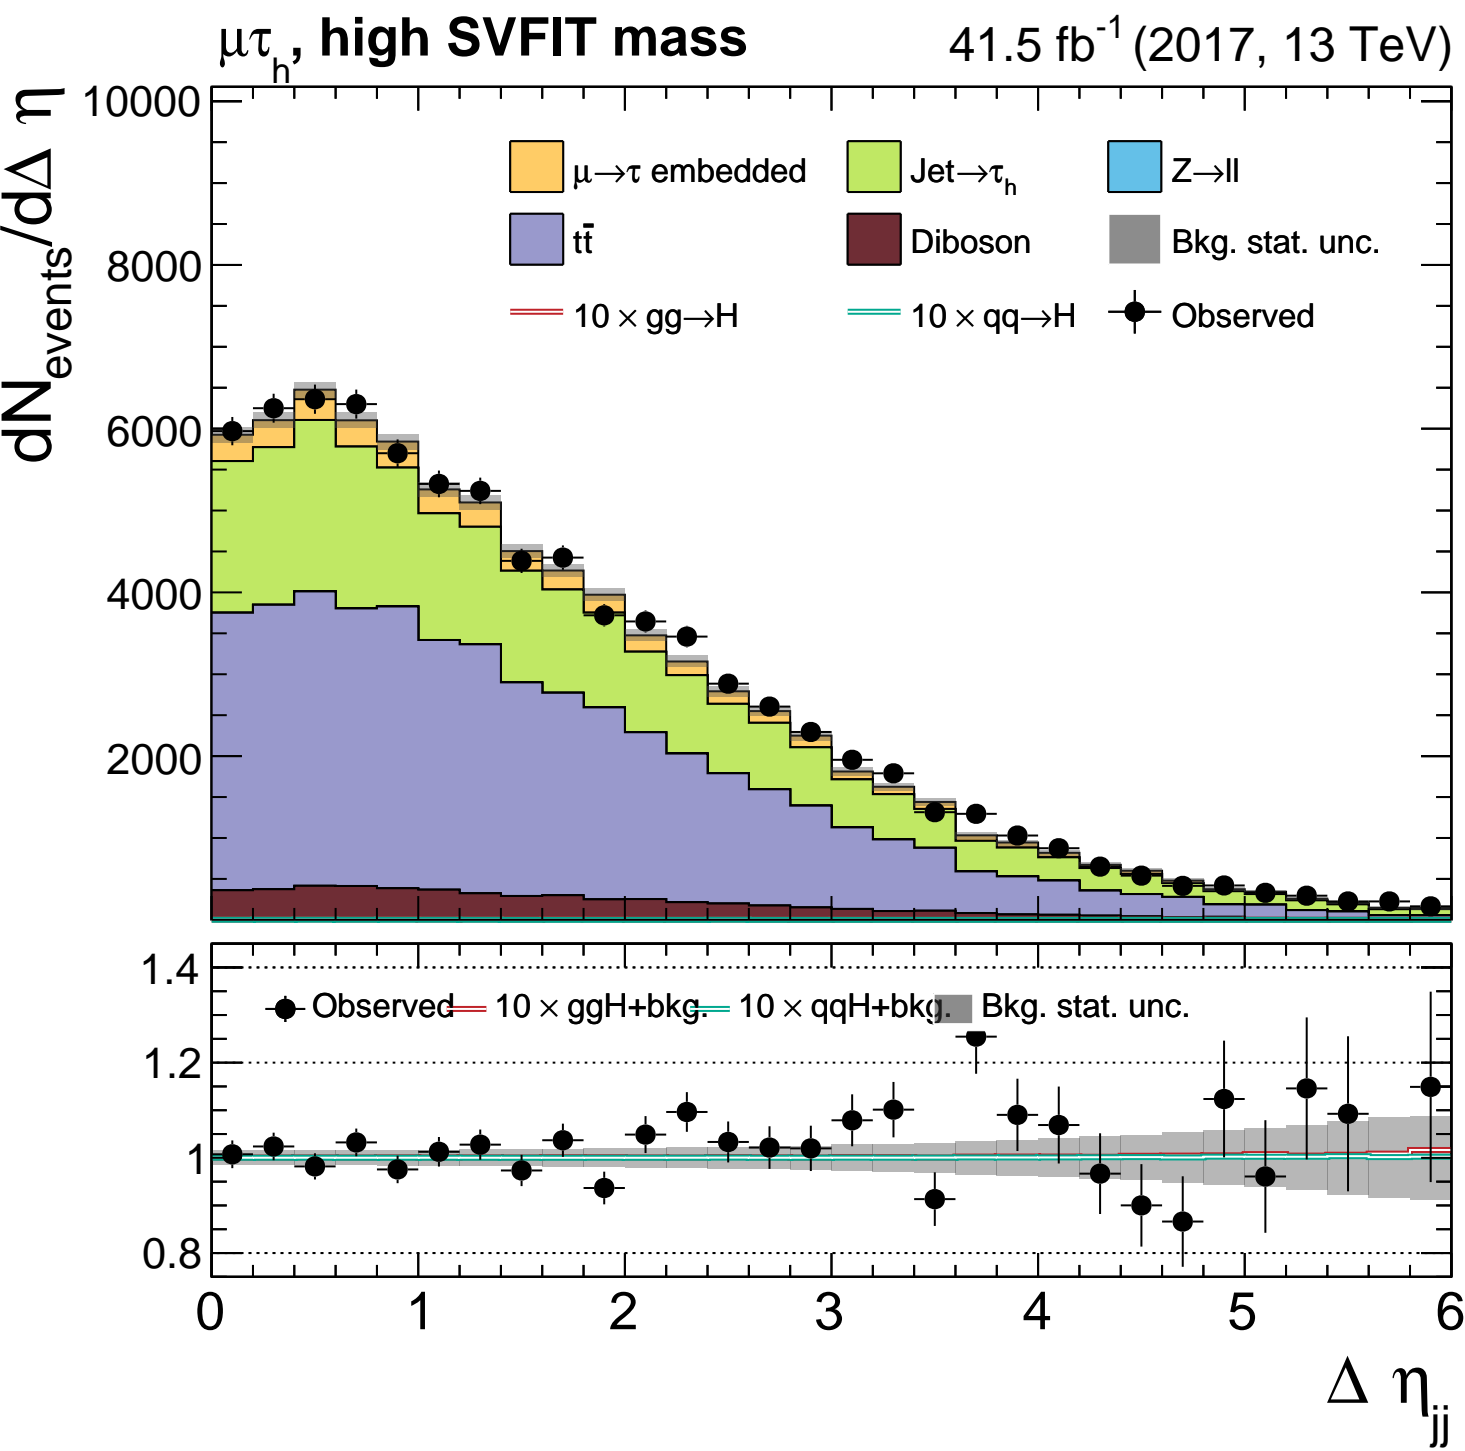 μτh, high SVFIT mass 41.5 fb-1 (2017, 13 TeV)
dNevents/dΔ η
10000
8000
6000
4000
2000
μ→τ embedded Jet→τh Z→ll
tt̄ Diboson Bkg. stat. unc.
10 × gg→H 10 × qq→H Observed
1.4
1.2
1
0.8
Observed 10 × ggH+bkg. 10 × qqH+bkg. Bkg. stat. unc.
0 1 2 3 4 5 6
Δ ηjj